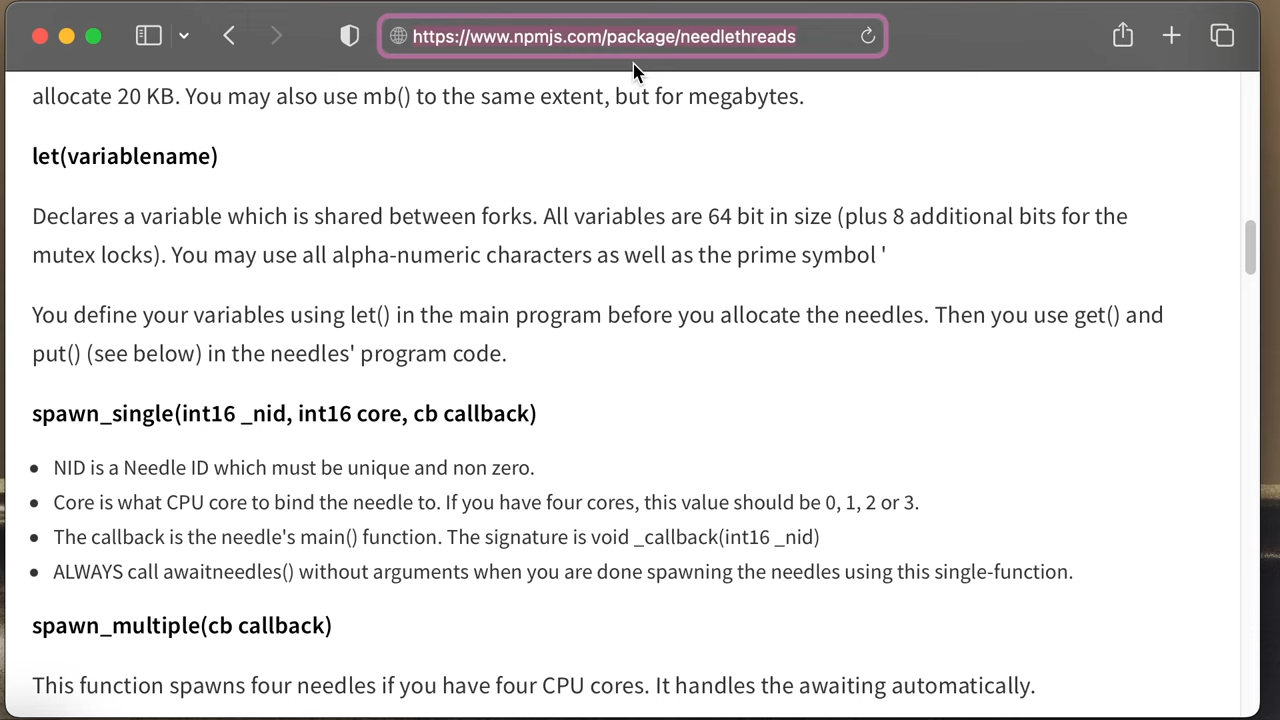 https://www.npmjs.com/package/needlethreads
allocate 20 KB. You may also use mb() to the same extent, but for megabytes.
let(variablename)
Declares a variable which is shared between forks. All variables are 64 bit in size (plus 8 additional bits for the
mutex locks). You may use all alpha-numeric characters as well as the prime symbol '
You define your variables using let() in the main program before you allocate the needles. Then you use get() and
put() (see below) in the needles' program code.
spawn_single(int16 _nid, int16 core, cb callback)
• NID is a Needle ID which must be unique and non zero.
• Core is what CPU core to bind the needle to. If you have four cores, this value should be 0, 1, 2 or 3.
• The callback is the needle's main() function. The signature is void _callback(int16 _nid)
• ALWAYS call awaitneedles() without arguments when you are done spawning the needles using this single-function.
spawn_multiple(cb callback)
This function spawns four needles if you have four CPU cores. It handles the awaiting automatically.